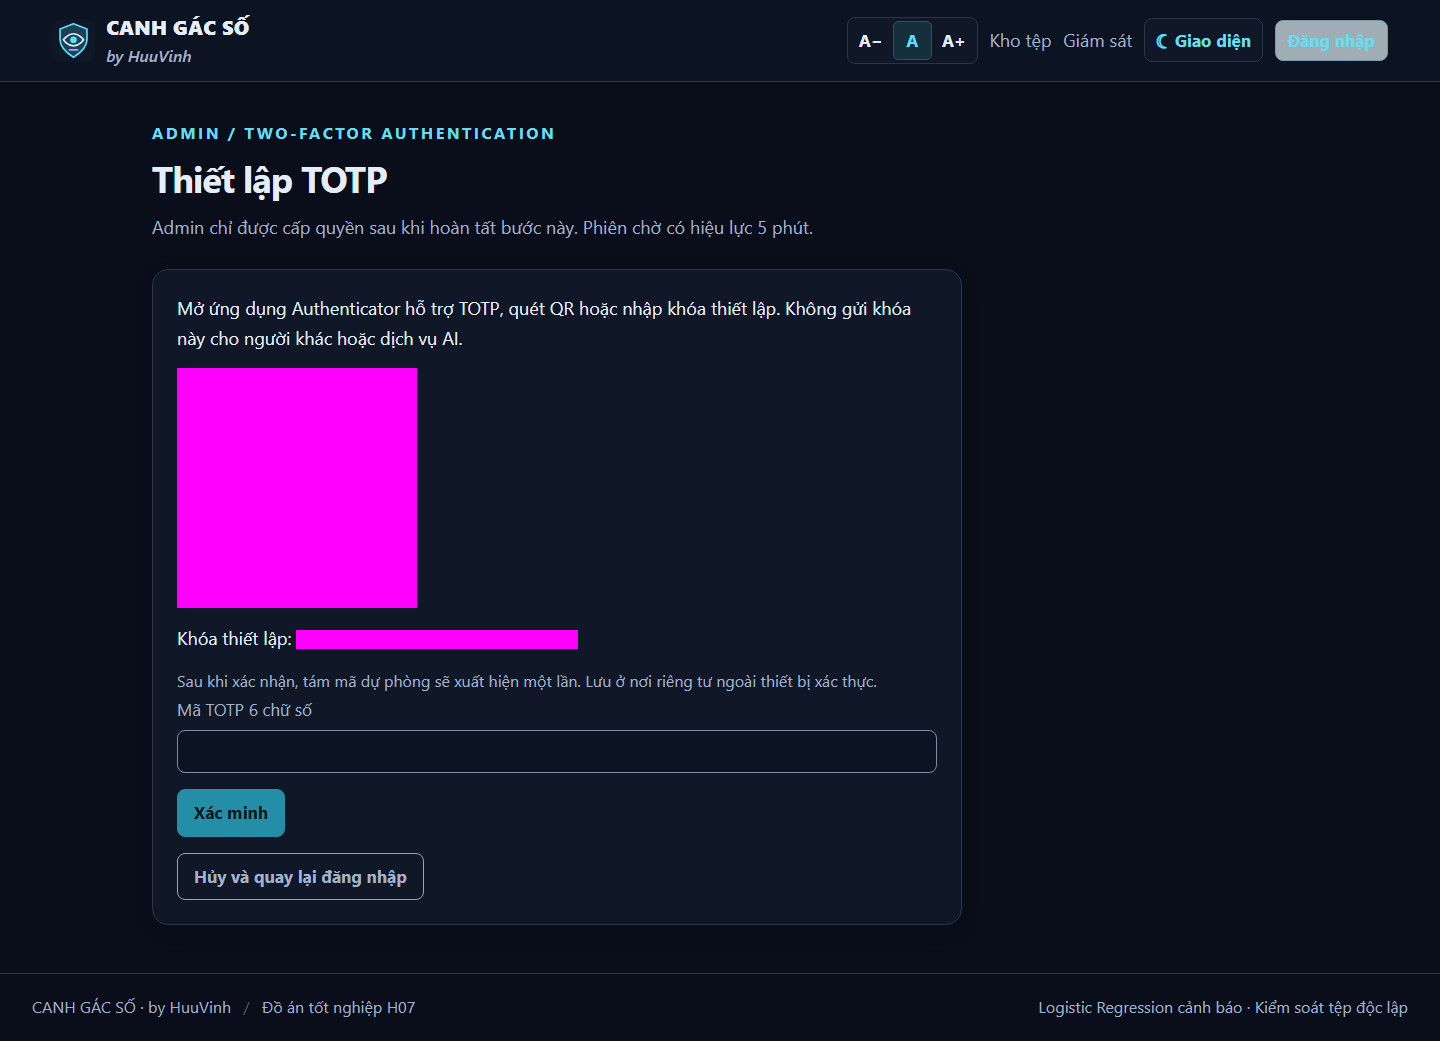 CANH GÁC SỐ
by HuuVinh
A− A A+ Kho tệp Giám sát Giao diện Đăng nhập
ADMIN / TWO-FACTOR AUTHENTICATION
Thiết lập TOTP
Admin chỉ được cấp quyền sau khi hoàn tất bước này. Phiên chờ có hiệu lực 5 phút.
Mở ứng dụng Authenticator hỗ trợ TOTP, quét QR hoặc nhập khóa thiết lập. Không gửi khóa
này cho người khác hoặc dịch vụ AI.
Khóa thiết lập:
Sau khi xác nhận, tám mã dự phòng sẽ xuất hiện một lần. Lưu ở nơi riêng tư ngoài thiết bị xác thực.
Mã TOTP 6 chữ số
Xác minh
Hủy và quay lại đăng nhập
CANH GÁC SỐ · by HuuVinh / Đồ án tốt nghiệp H07
Logistic Regression cảnh báo · Kiểm soát tệp độc lập